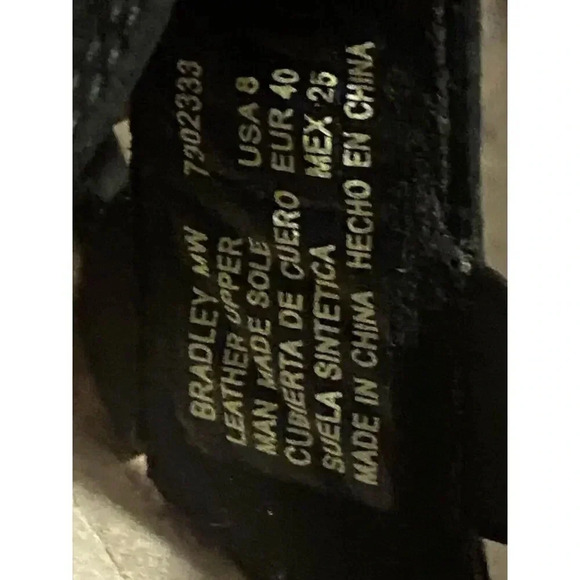 BRADLEY MW 7302333
LEATHER UPPER
MAN MADE SOLE USA 8
CUBIERTA DE CUERO EUR 40
SUELA SINTETICA MEX 25
MADE IN CHINA HECHO EN CHINA